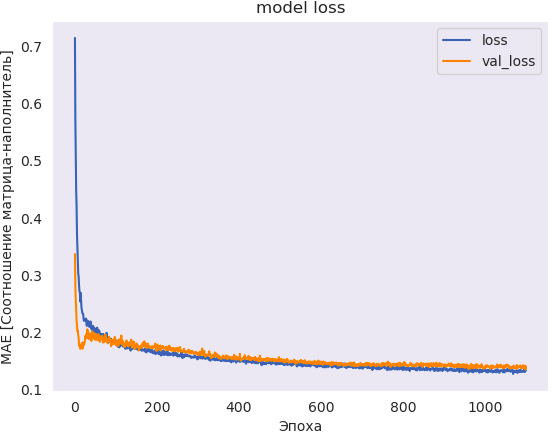 model loss
loss
val_loss
MAE [Соотношение матрица-наполнитель]
0.7
0.6
0.5
0.4
0.3
0.2
0.1
0 200 400 600 800 1000
Эпоха